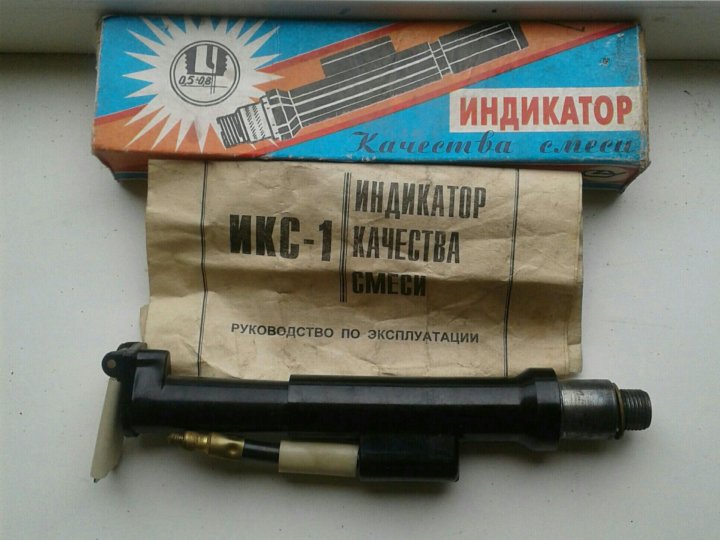 0,5÷0,8
ИНДИКАТОР
Качества смеси
ИКС-1
ИНДИКАТОР
КАЧЕСТВА
СМЕСИ
РУКОВОДСТВО ПО ЭКСПЛУАТАЦИИ